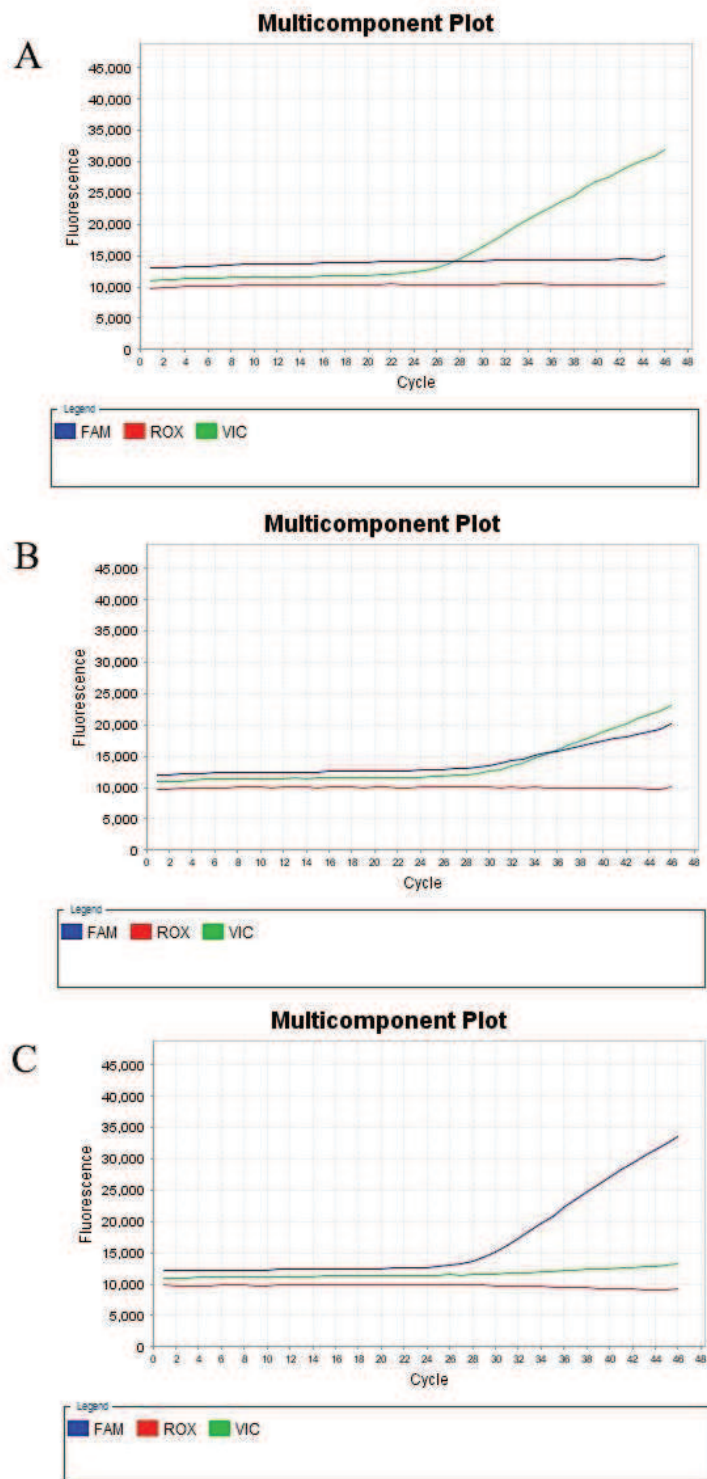 Multicomponent Plot
A
45,000
40,000
35,000
30,000
25,000
20,000
15,000
10,000
5,000
0
Fluorescence
0 2 4 6 8 10 12 14 16 18 20 22 24 26 28 30 32 34 36 38 40 42 44 46 48
Cycle
Legend
FAM ROX VIC
Multicomponent Plot
B
45,000
40,000
35,000
30,000
25,000
20,000
15,000
10,000
5,000
0
Fluorescence
0 2 4 6 8 10 12 14 16 18 20 22 24 26 28 30 32 34 36 38 40 42 44 46 48
Cycle
Legend
FAM ROX VIC
Multicomponent Plot
C
45,000
40,000
35,000
30,000
25,000
20,000
15,000
10,000
5,000
0
Fluorescence
0 2 4 6 8 10 12 14 16 18 20 22 24 26 28 30 32 34 36 38 40 42 44 46 48
Cycle
Legend
FAM ROX VIC